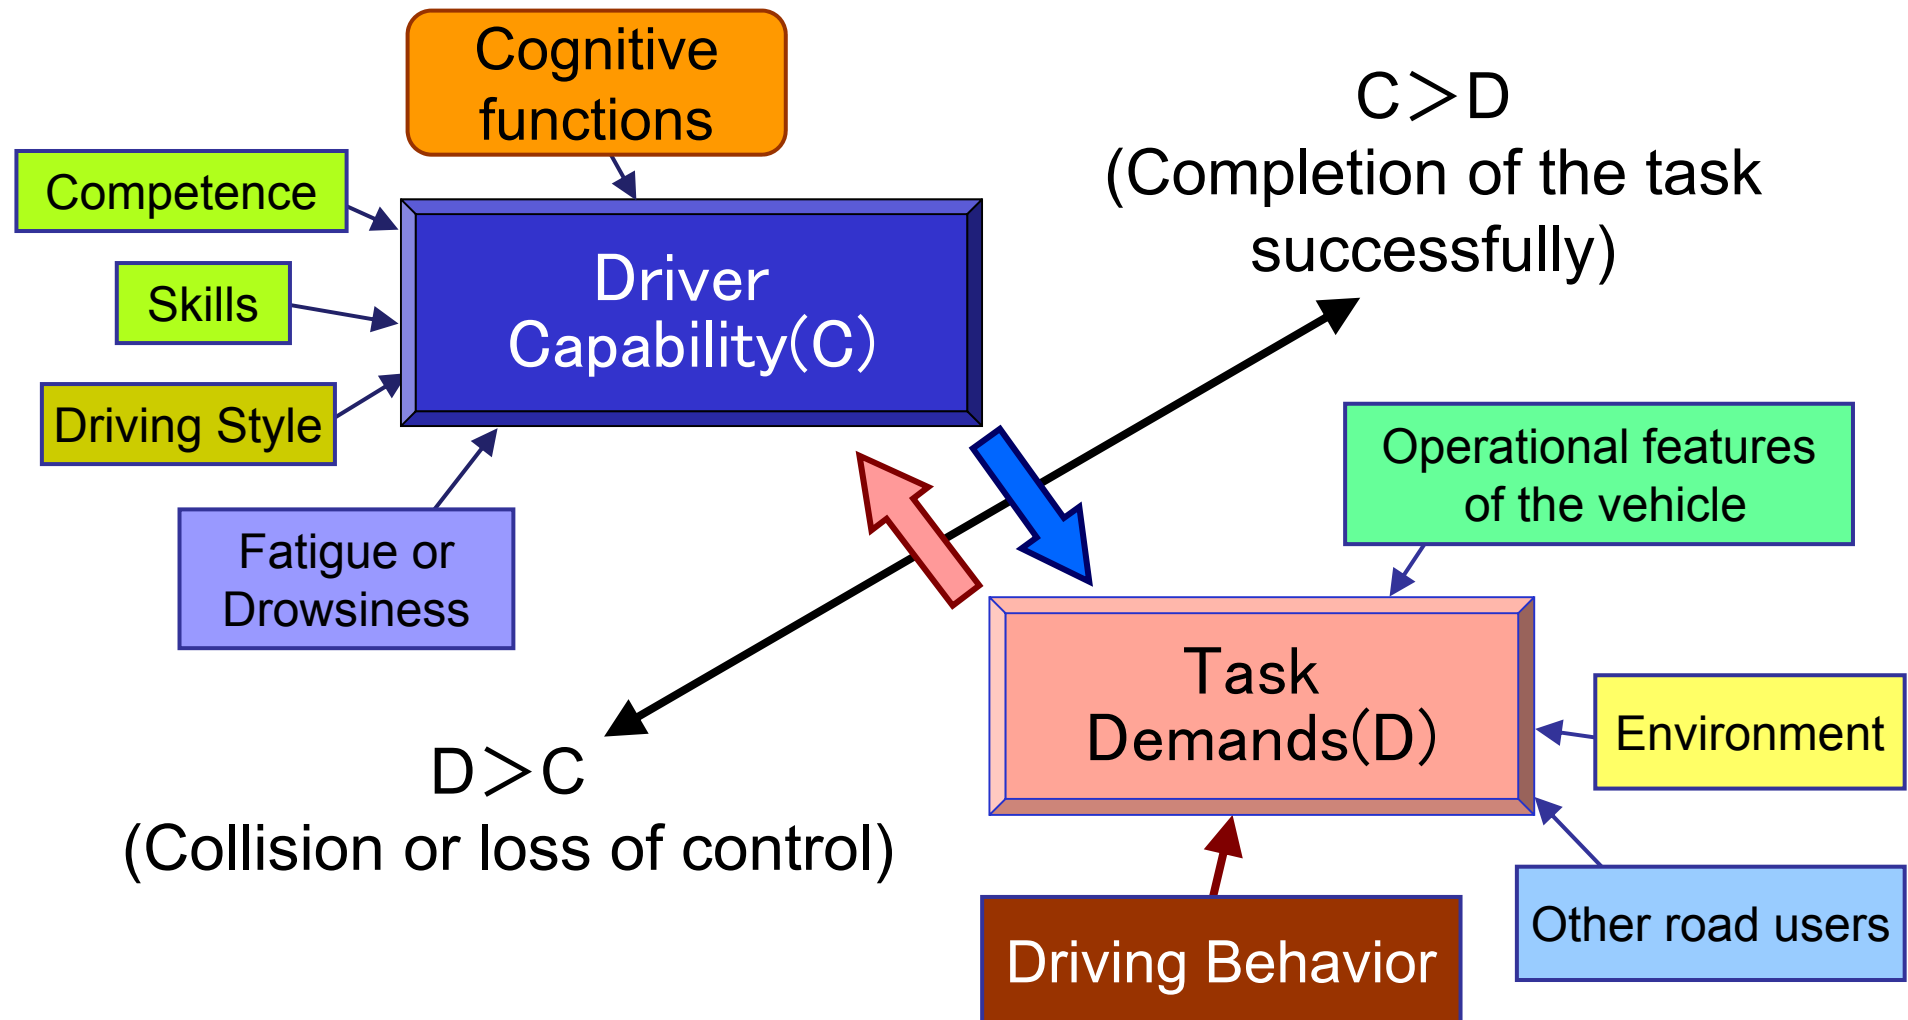 Cognitive
functions
C＞D
(Completion of the task
successfully)
Competence
Skills
Driver
Capability(C)
Driving Style
Fatigue or
Drowsiness
Operational features
of the vehicle
Task
Demands(D)
Environment
D＞C
(Collision or loss of control)
Driving Behavior
Other road users